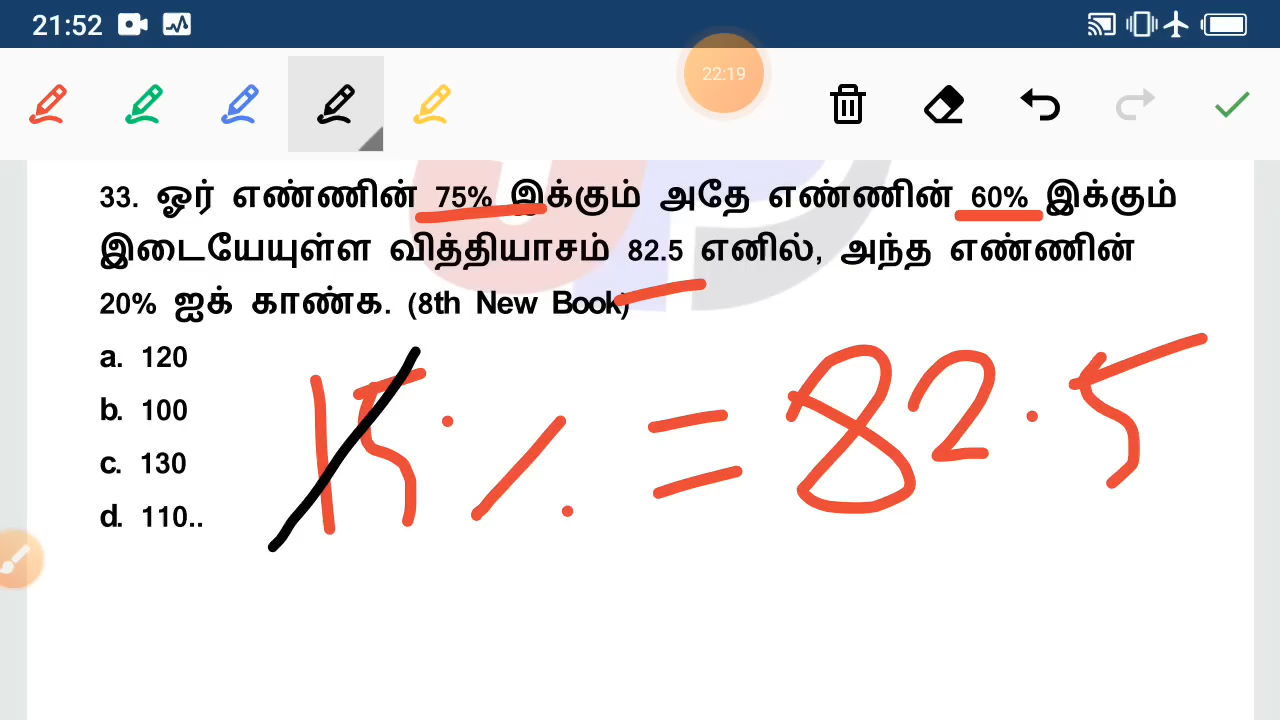 21:52
22:19
33. ஓர் எண்ணின் 75% இக்கும் அதே எண்ணின் 60% இக்கும்
இடையேயுள்ள வித்தியாசம் 82.5 எனில், அந்த எண்ணின்
20% ஐக் காண்க. (8th New Book)
a. 120
b. 100
c. 130
d. 110..
15 % = 82.5